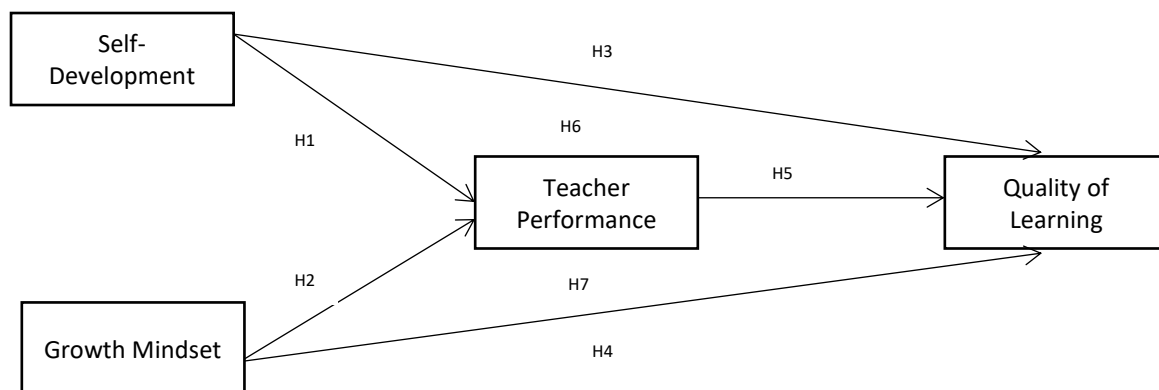 Self-
Development
H3
H1
H6
Teacher
Performance
H5
Quality of
Learning
H2
H7
Growth Mindset
H4